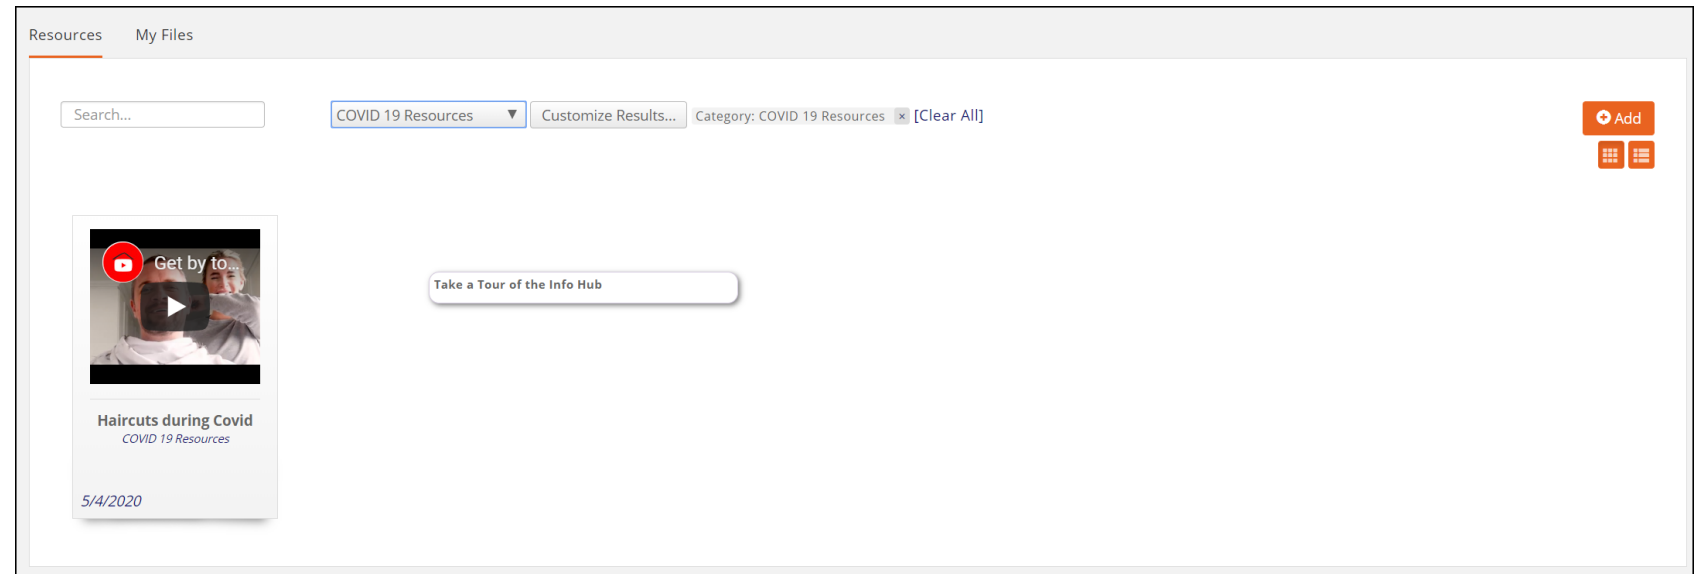 Resources My Files
Search...
COVID 19 Resources ▼ Customize Results... Category: COVID 19 Resources × [Clear All]
Add
Get by to...
Take a Tour of the Info Hub
Haircuts during Covid
COVID 19 Resources
5/4/2020